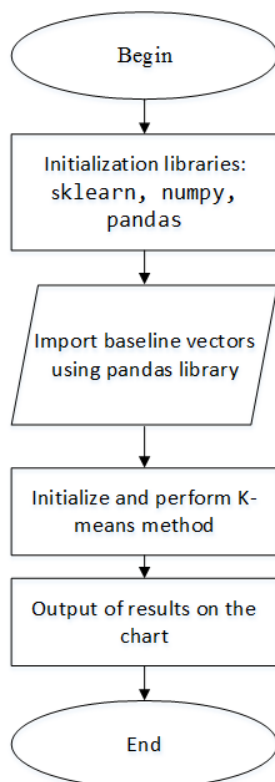 Begin
Initialization libraries:
sklearn, numpy,
pandas
Import baseline vectors
using pandas library
Initialize and perform K-
means method
Output of results on the
chart
End